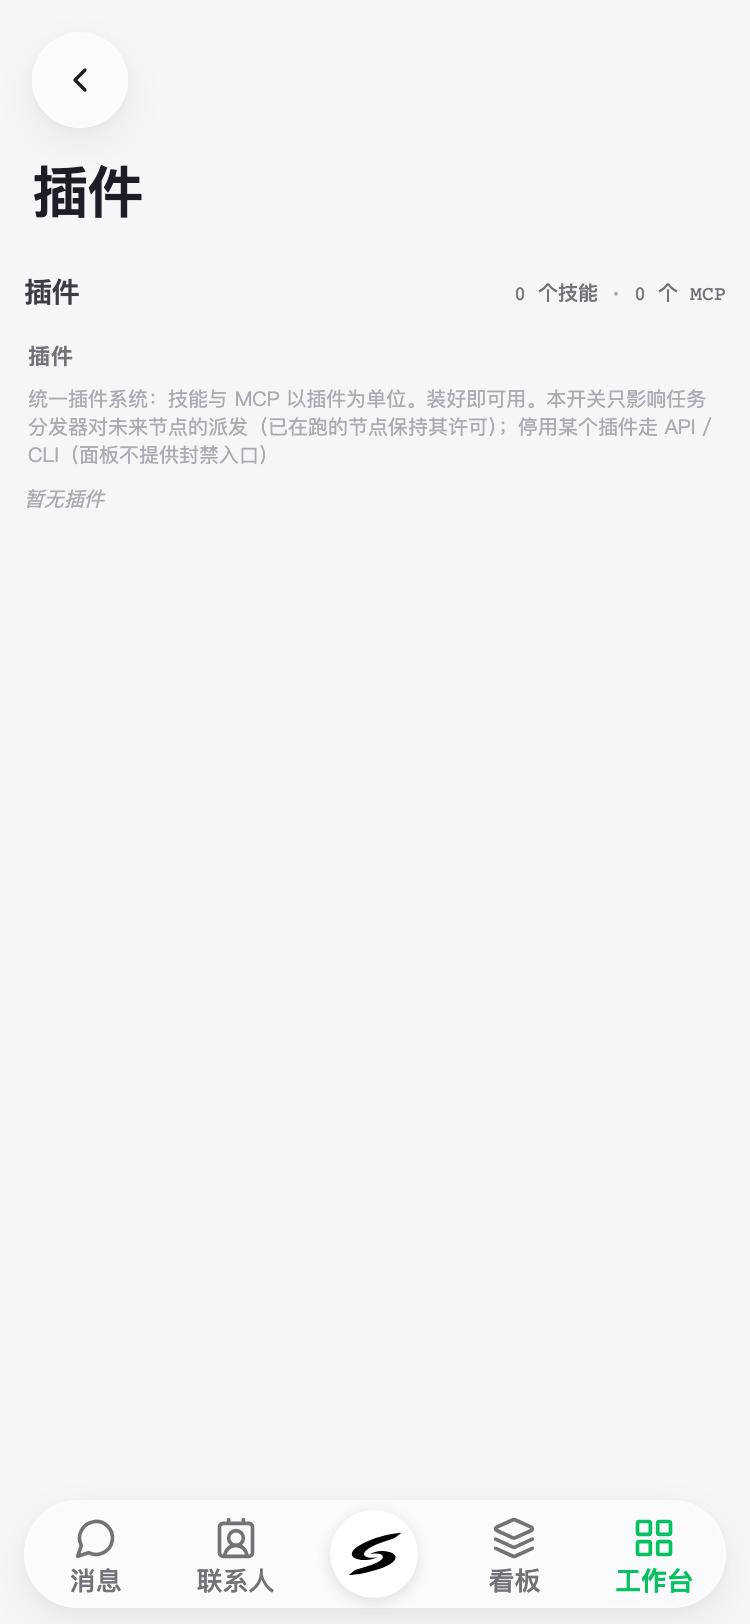 插件
插件
0 个技能 · 0 个 MCP
插件
统一插件系统：技能与 MCP 以插件为单位。装好即可用。本开关只影响任务
分发器对未来节点的派发（已在跑的节点保持其许可）；停用某个插件走 API /
CLI（面板不提供封禁入口）
暂无插件
消息
联系人
看板
工作台